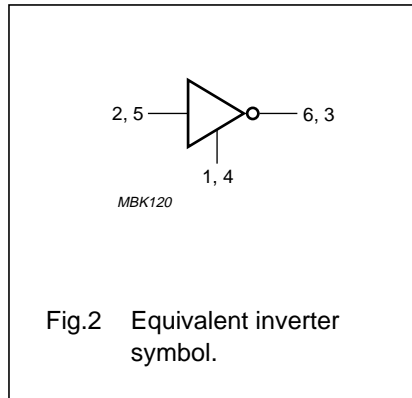 2, 5
6, 3
1, 4
MBK120
Fig.2 Equivalent inverter
symbol.